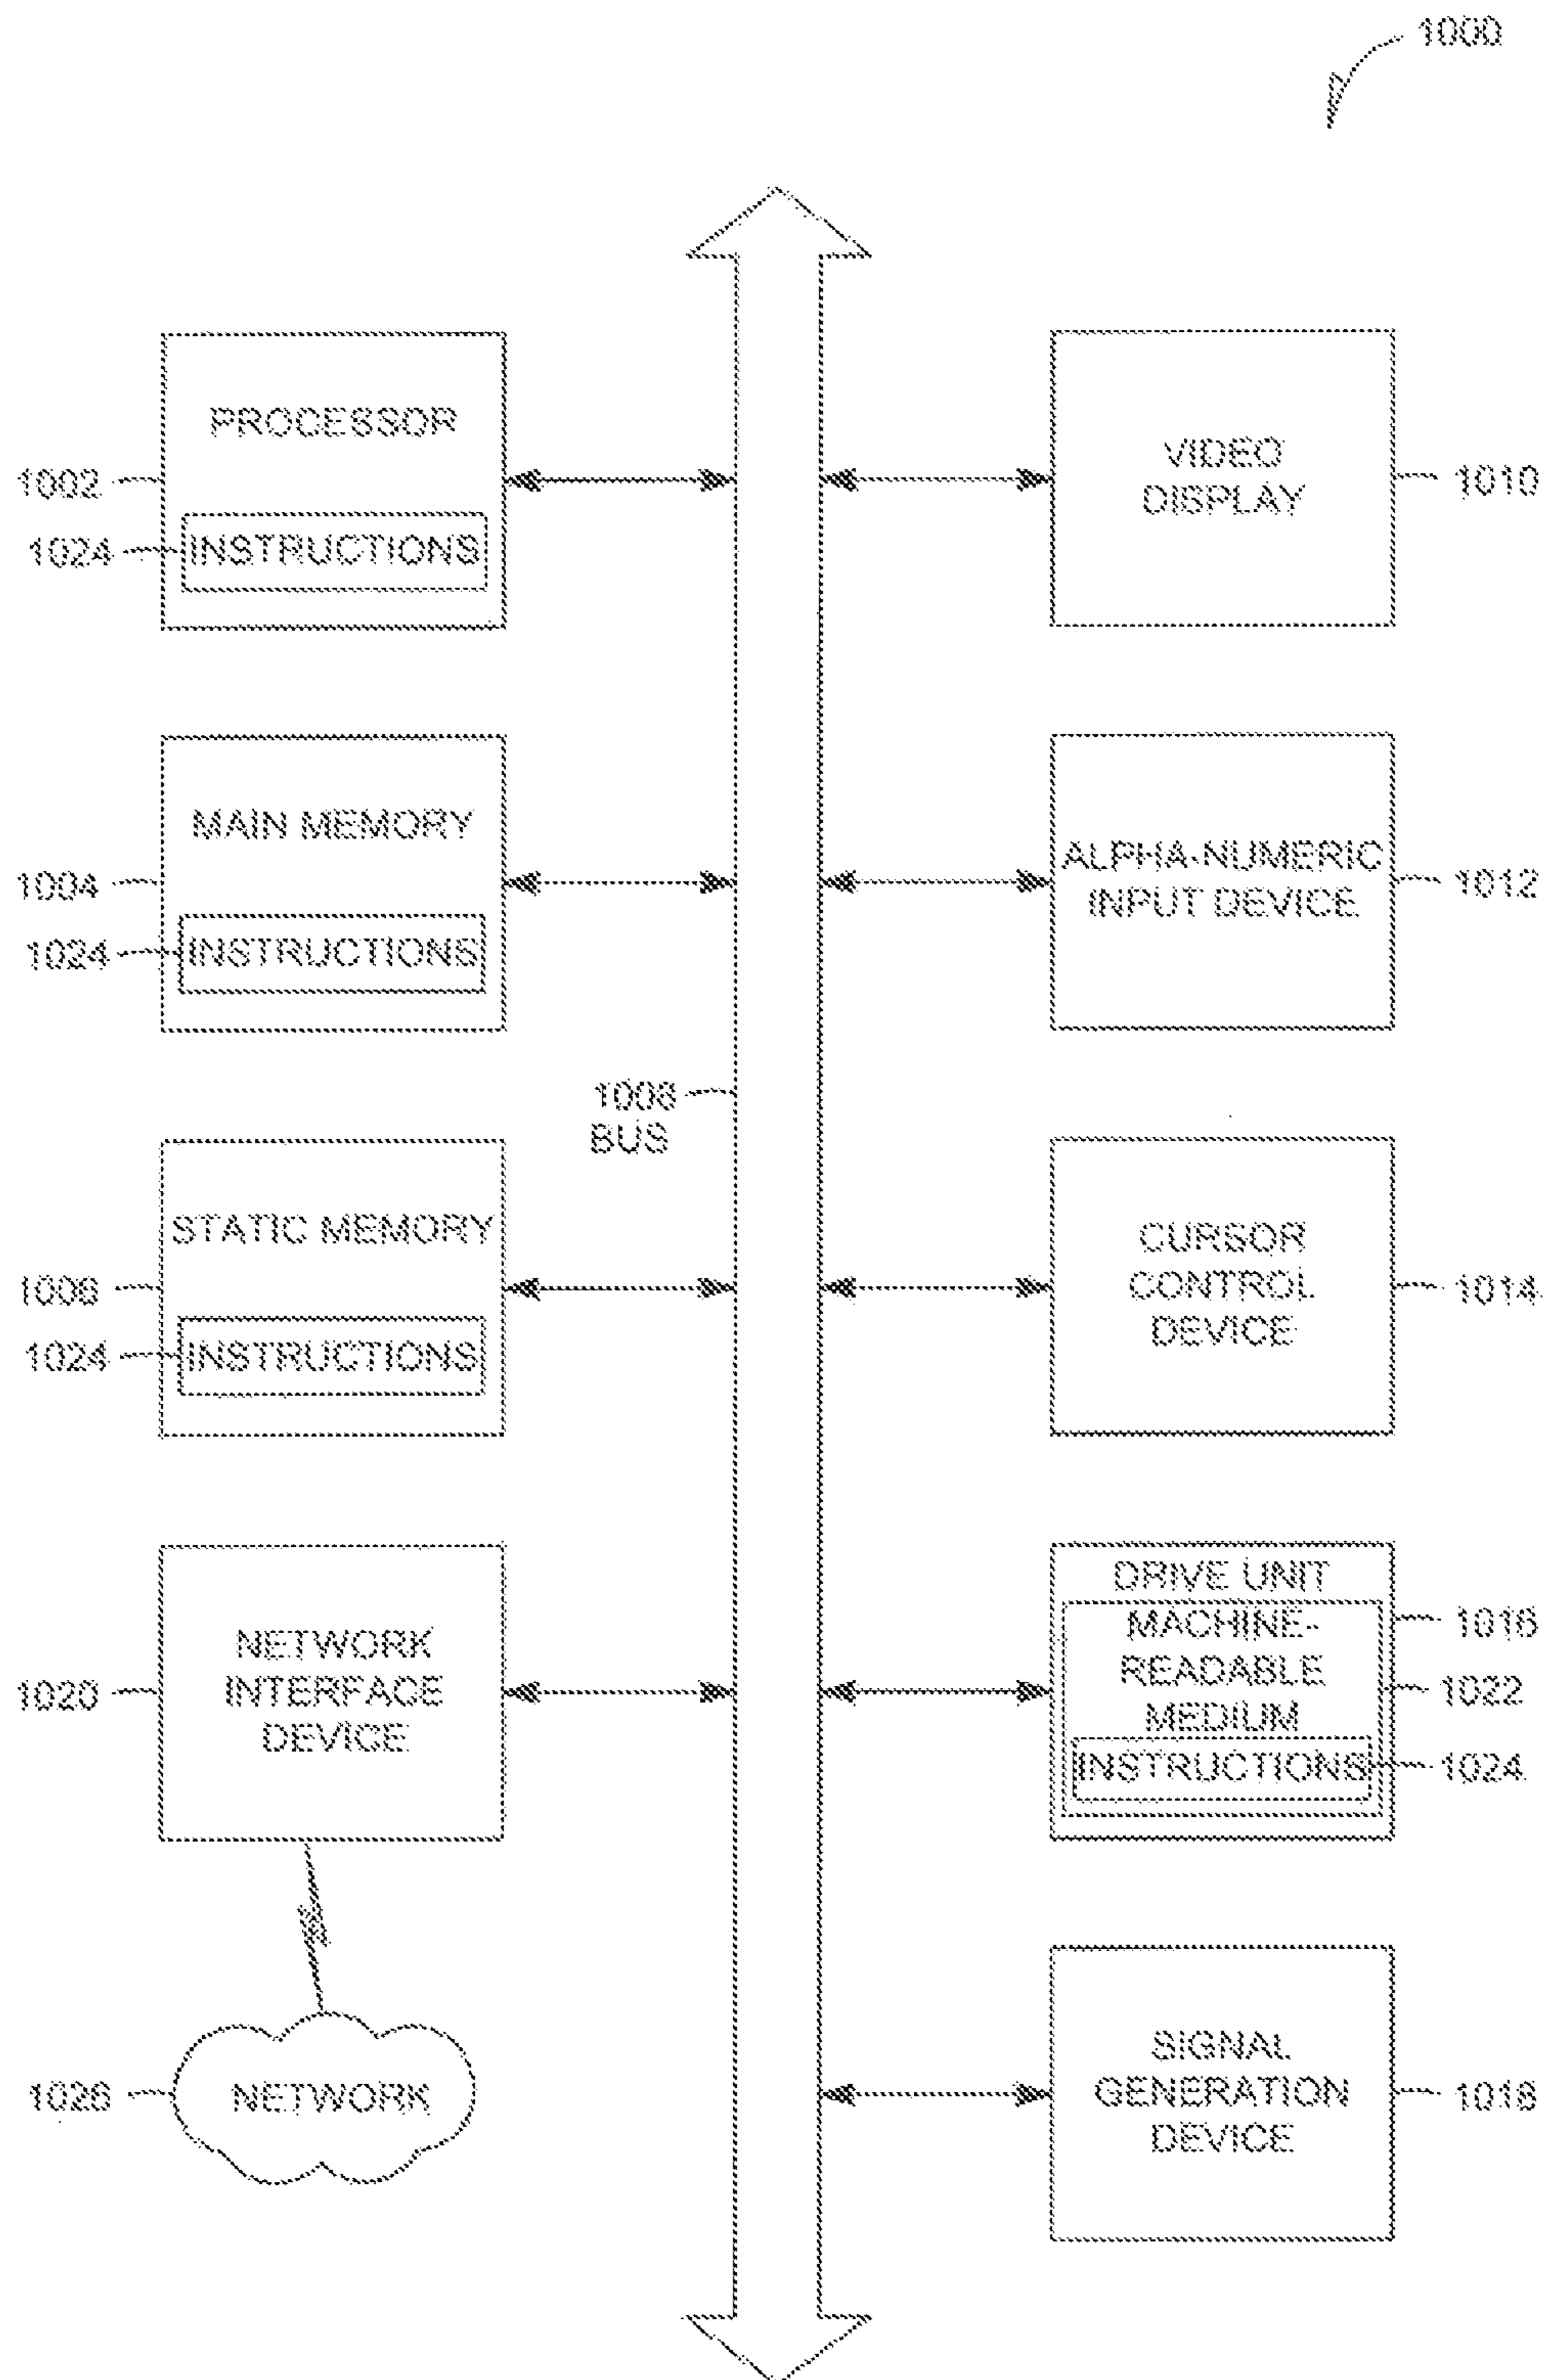 1000
PROCESSOR
1002
1024
INSTRUCTIONS
MAIN MEMORY
1004
1024
INSTRUCTIONS
1008
BUS
STATIC MEMORY
1006
1024
INSTRUCTIONS
NETWORK
INTERFACE
DEVICE
1020
1026
NETWORK
VIDEO
DISPLAY
1010
ALPHA-NUMERIC
INPUT DEVICE
1012
CURSOR
CONTROL
DEVICE
1014
DRIVE UNIT
1016
MACHINE-
READABLE
MEDIUM
1022
INSTRUCTIONS
1024
SIGNAL
GENERATION
DEVICE
1018